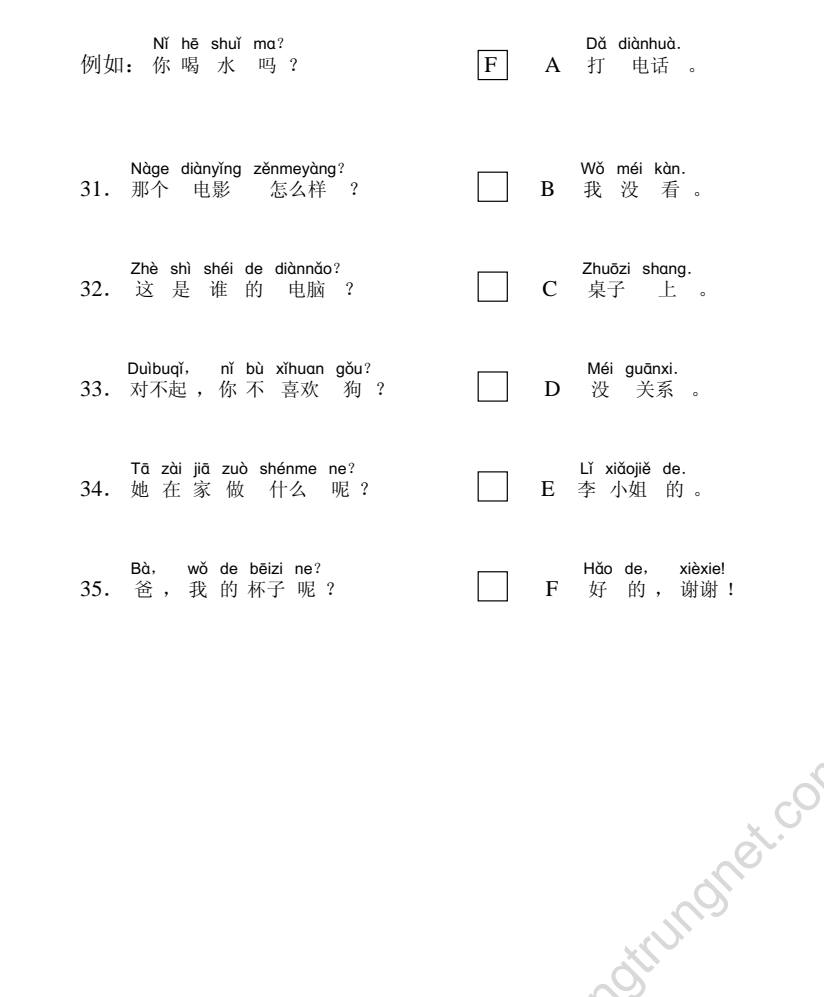 Nǐ hē shuǐ ma? Dǎ diànhuà.
例如：你 喝 水 吗？ F A 打 电话 。
Nàge diànyǐng zěnmeyàng? Wǒ méi kàn.
31． 那个 电影 怎么样 ？ B 我 没 看 。
Zhè shì shéi de diànnǎo? Zhuōzi shang.
32． 这 是 谁 的 电脑 ？ C 桌子 上 。
Duìbuqǐ, nǐ bù xǐhuan gǒu? Méi guānxi.
33． 对不起 ，你 不 喜欢 狗 ？ D 没 关系 。
Tā zài jiā zuò shénme ne? Lǐ xiǎojiě de.
34． 她 在 家 做 什么 呢 ？ E 李 小姐 的 。
Bà, wǒ de bēizi ne? Hǎo de, xièxie!
35． 爸 ，我 的 杯子 呢 ？ F 好 的 ，谢谢 ！